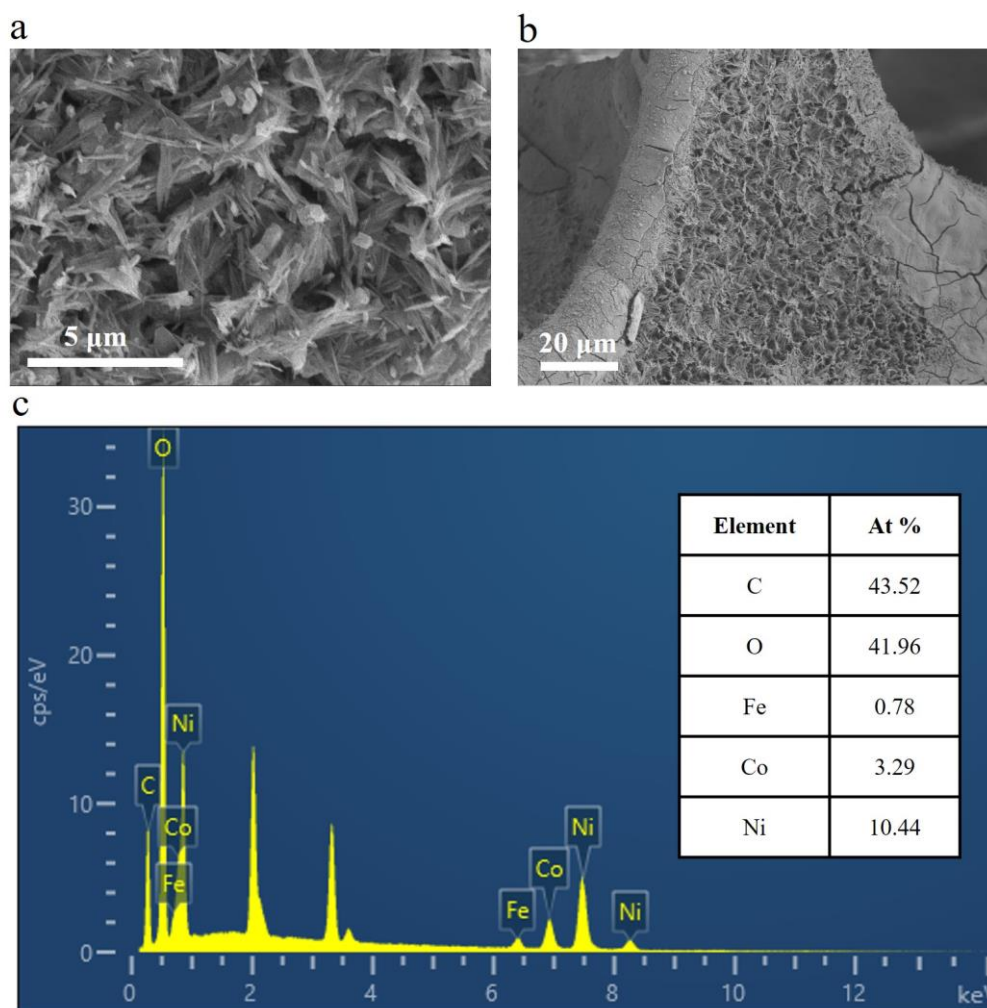 a
b
5 µm
20 µm
c
O
30
20
10
0
cps/eV
C
Co
Fe
Ni
Fe
Co
Ni
Ni
0
2
4
6
8
10
12
keV
Element At %
C 43.52
O 41.96
Fe 0.78
Co 3.29
Ni 10.44